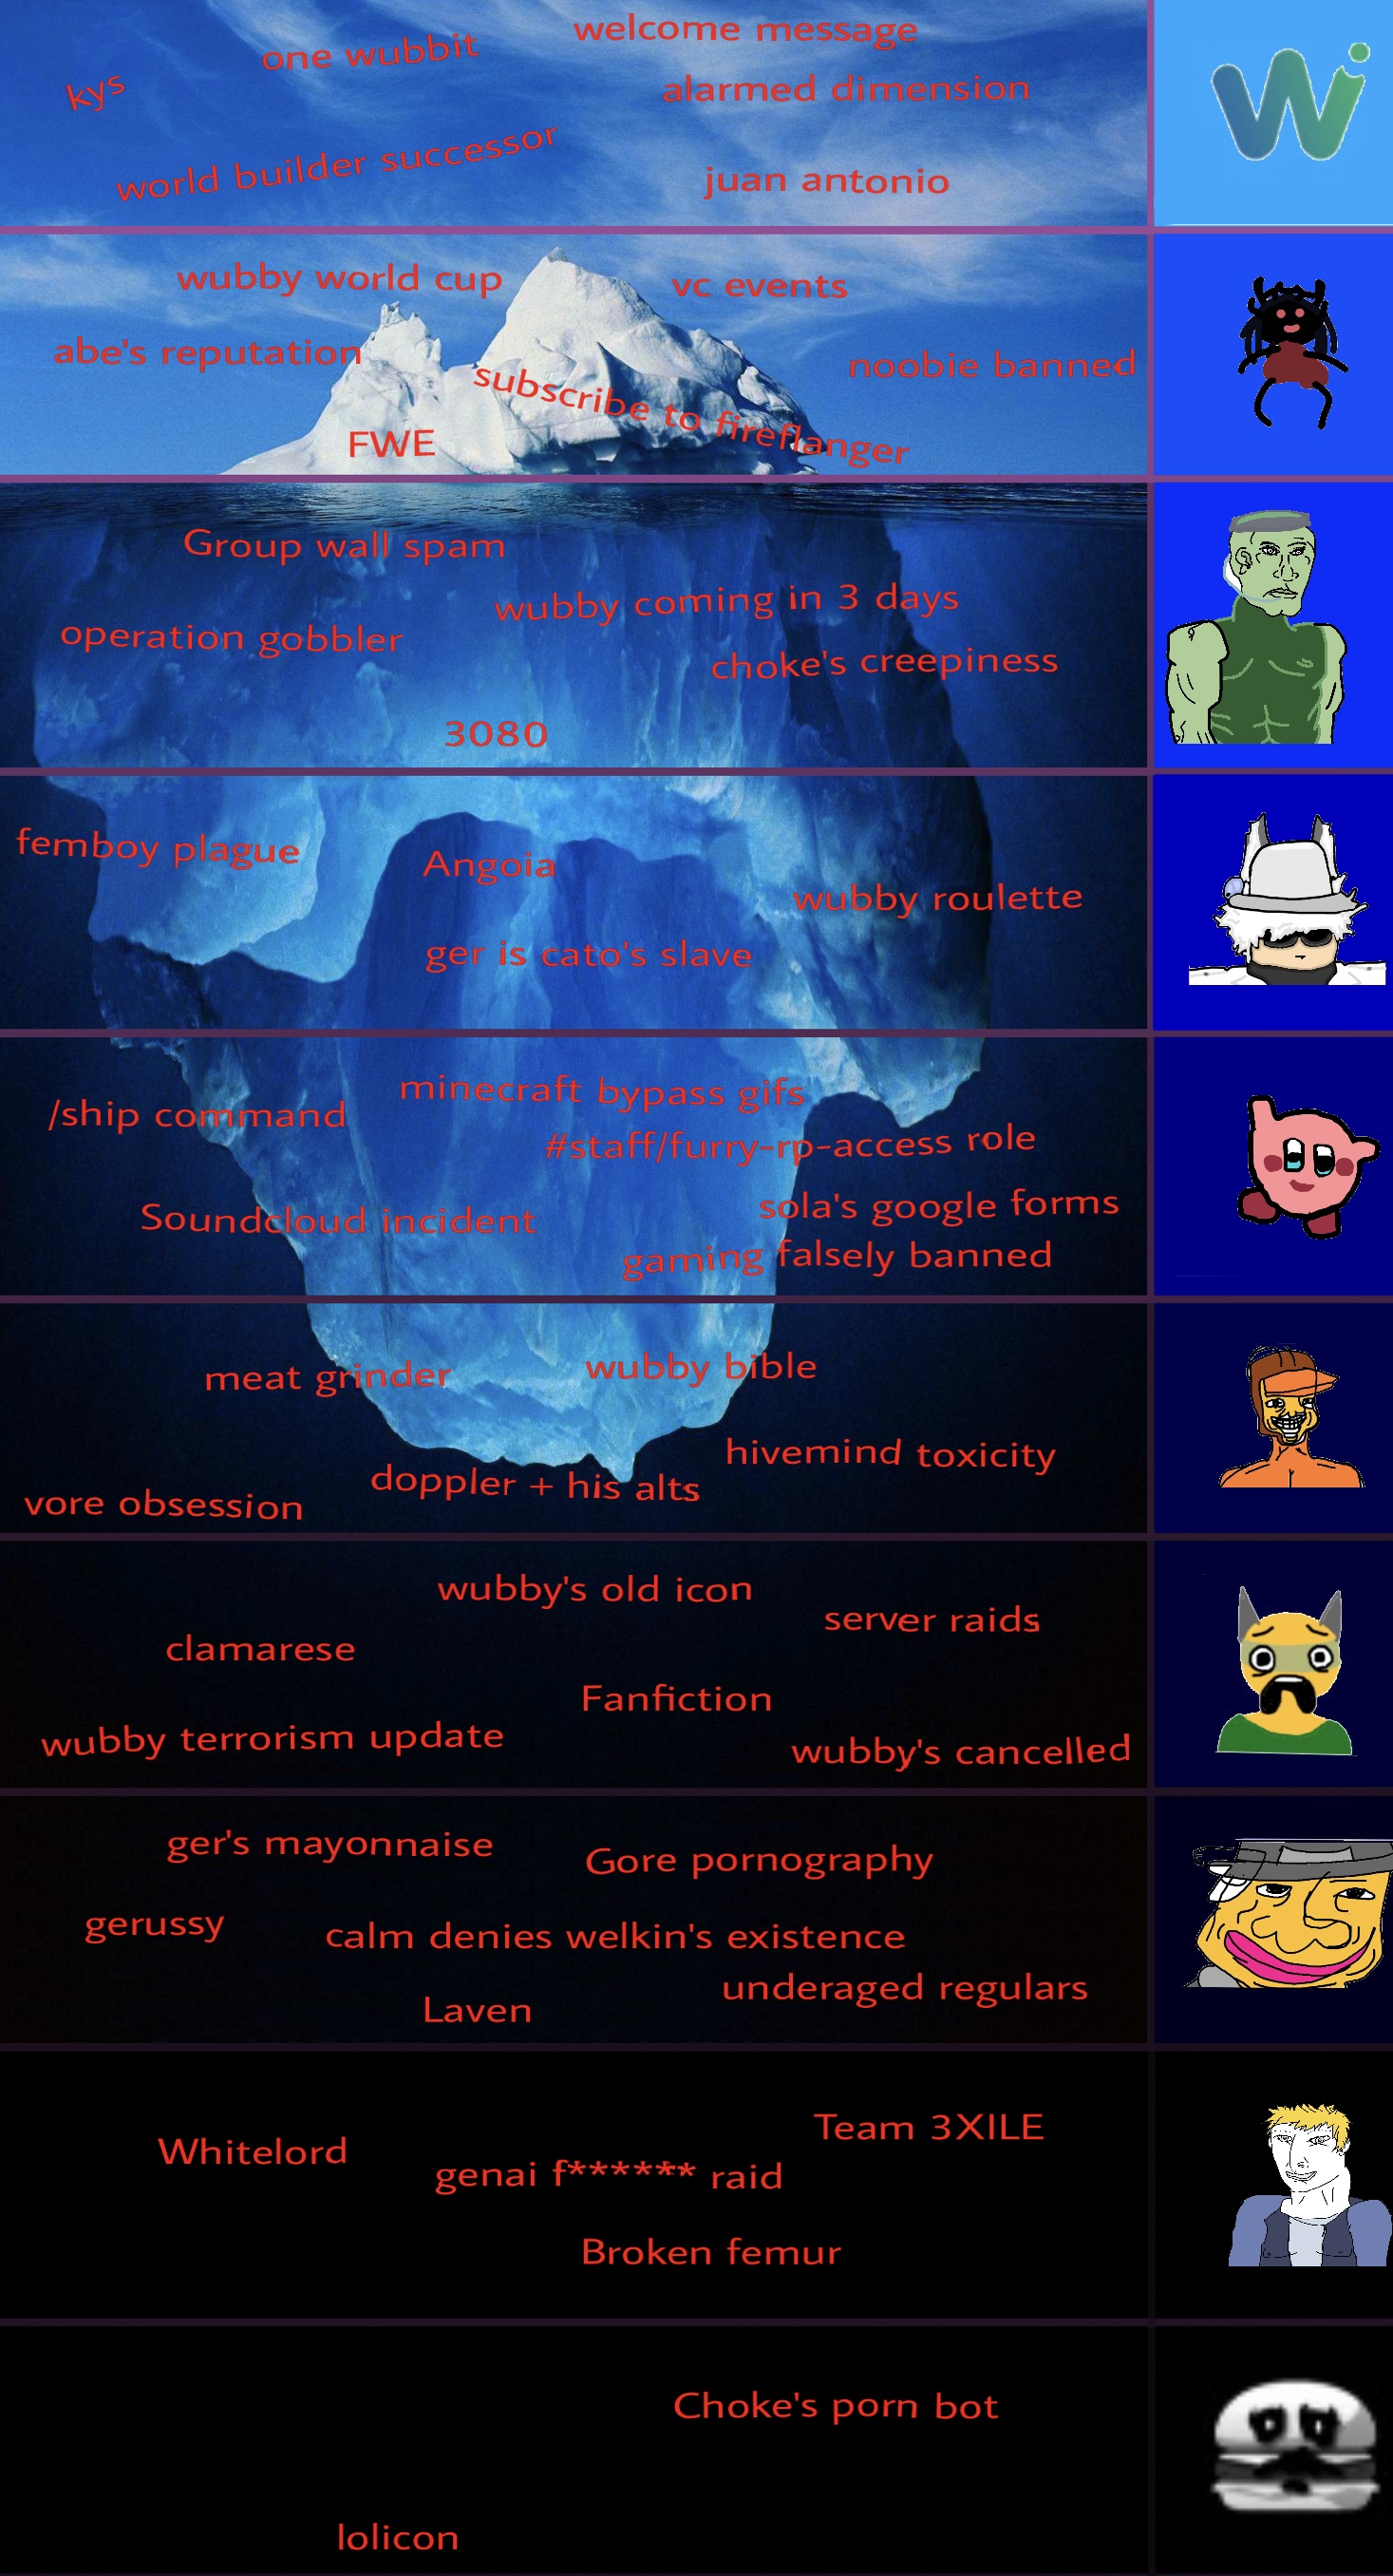 welcome message
one wubbit
kys
alarmed dimension
world builder successor
juan antonio
Wi
wubby world cup
vc events
abe's reputation
noobie banned
subscribe to fireflanger
FWE
Group wall spam
wubby coming in 3 days
operation gobbler
choke's creepiness
3080
femboy plague
Angoia
wubby roulette
ger is cato's slave
minecraft bypass gifs
/ship command
#staff/furry-rp-access role
sola's google forms
Soundcloud incident
gaming falsely banned
meat grinder
wubby bible
hivemind toxicity
doppler + his alts
vore obsession
wubby's old icon
server raids
clamarese
Fanfiction
wubby terrorism update
wubby's cancelled
ger's mayonnaise
Gore pornography
gerussy
calm denies welkin's existence
underaged regulars
Laven
Team 3XILE
Whitelord
genai f****** raid
Broken femur
Choke's porn bot
lolicon